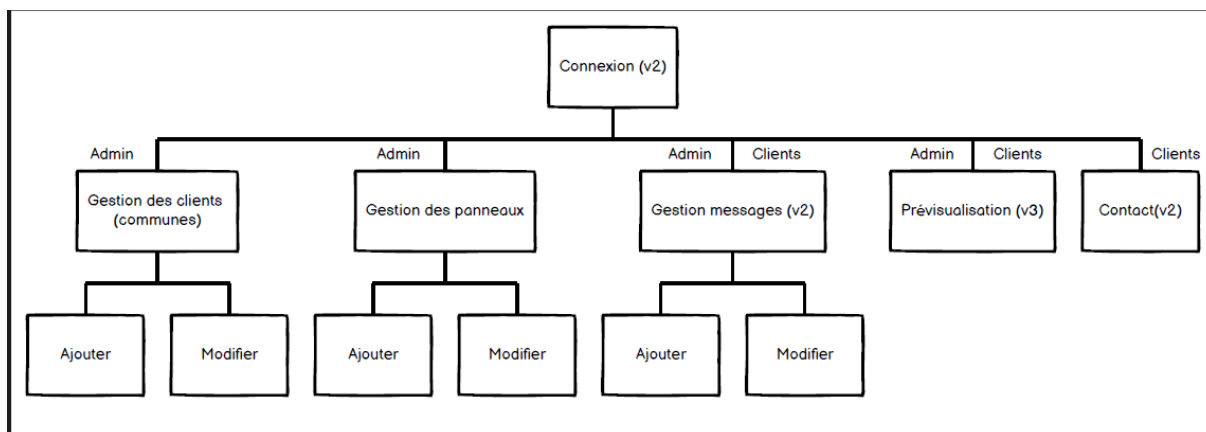 Connexion (v2)
Admin
Admin
Admin
Clients
Admin
Clients
Clients
Gestion des clients
(communes)
Gestion des panneaux
Gestion messages (v2)
Prévisualisation (v3)
Contact(v2)
Ajouter
Modifier
Ajouter
Modifier
Ajouter
Modifier